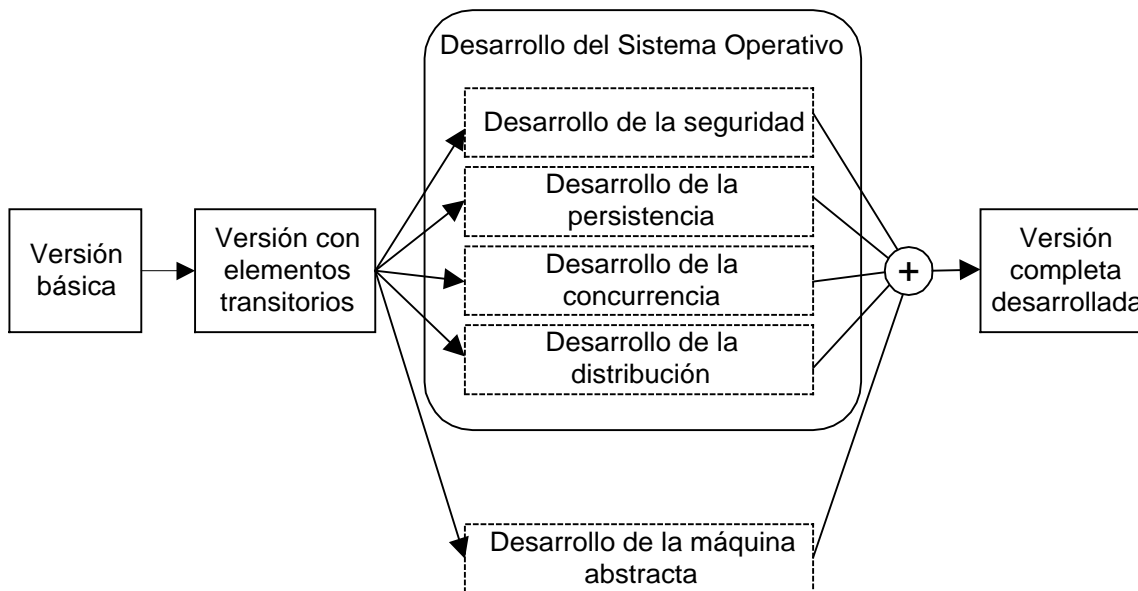 Desarrollo del Sistema Operativo
Desarrollo de la seguridad
Desarrollo de la
persistencia
Desarrollo de la
concurrencia
Desarrollo de la
distribución
Versión
básica
Versión con
elementos
transitorios
+
Versión
completa
desarrollada
Desarrollo de la máquina
abstracta